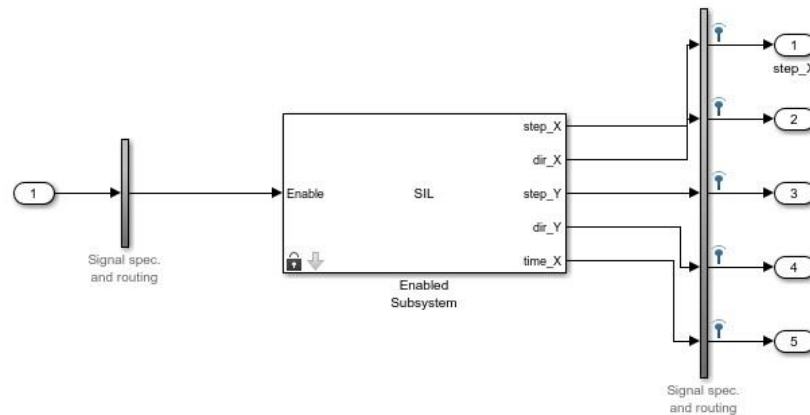 1
step_X
step_X
2
dir_X
1
Enable
SIL
step_Y
3
dir_Y
Signal spec.
and routing
time_X
4
Enabled
Subsystem
5
Signal spec.
and routing